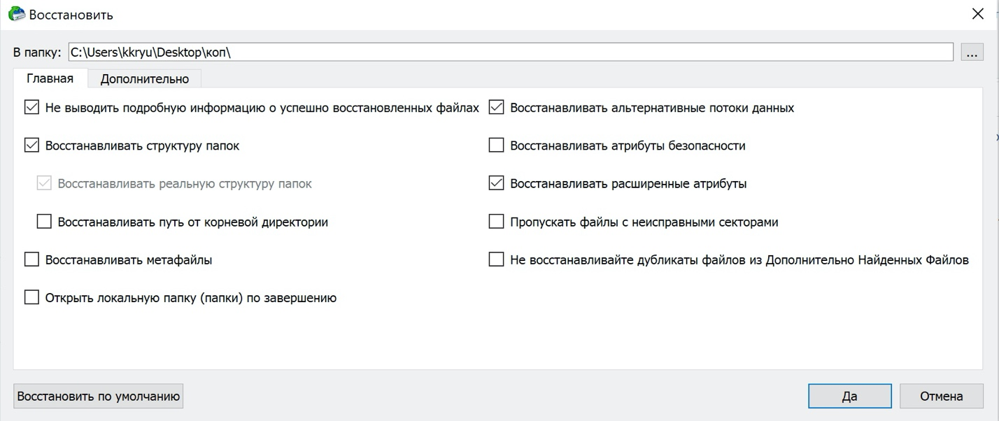 Восстановить
В папку: C:\Users\kkryu\Desktop\коп\ ...
Главная Дополнительно
Не выводить подробную информацию о успешно восстановленных файлах
Восстанавливать альтернативные потоки данных
Восстанавливать структуру папок
Восстанавливать атрибуты безопасности
Восстанавливать реальную структуру папок
Восстанавливать расширенные атрибуты
Восстанавливать путь от корневой директории
Пропускать файлы с неисправными секторами
Восстанавливать метафайлы
Не восстанавливайте дубликаты файлов из Дополнительно Найденных Файлов
Открыть локальную папку (папки) по завершению
Восстановить по умолчанию
Да
Отмена